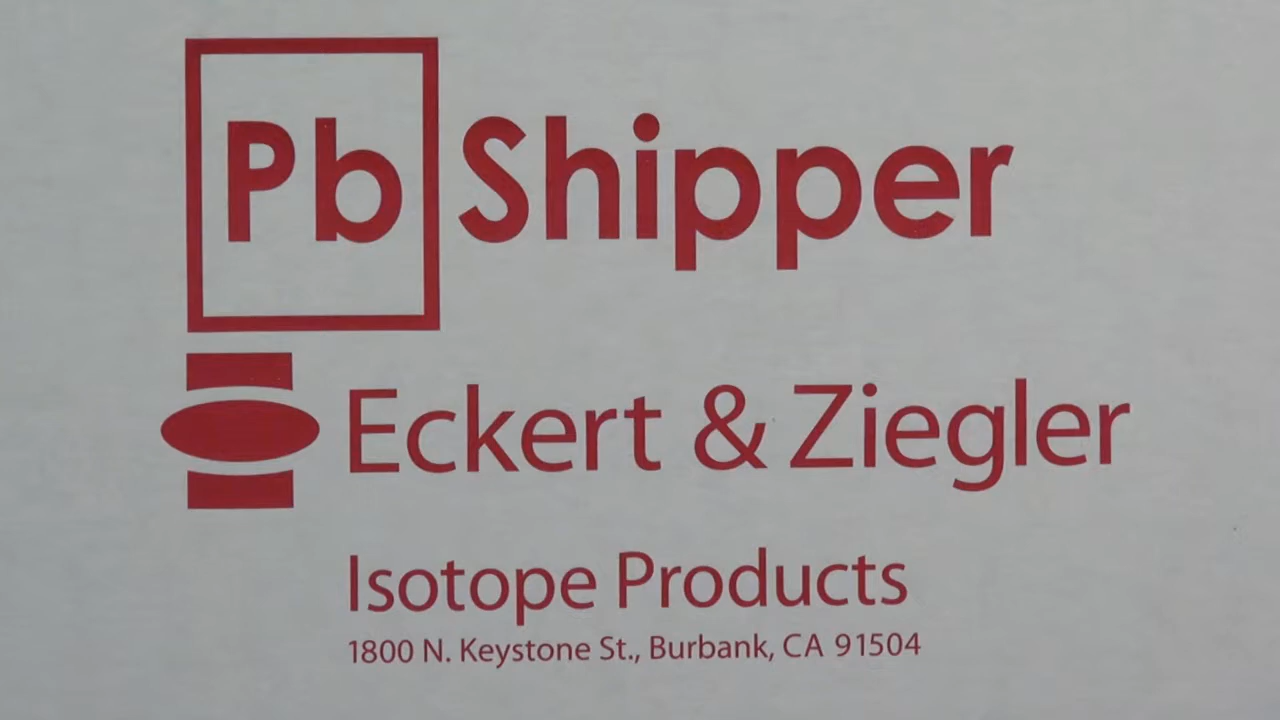 Pb Shipper
Eckert & Ziegler
Isotope Products
1800 N. Keystone St., Burbank, CA 91504